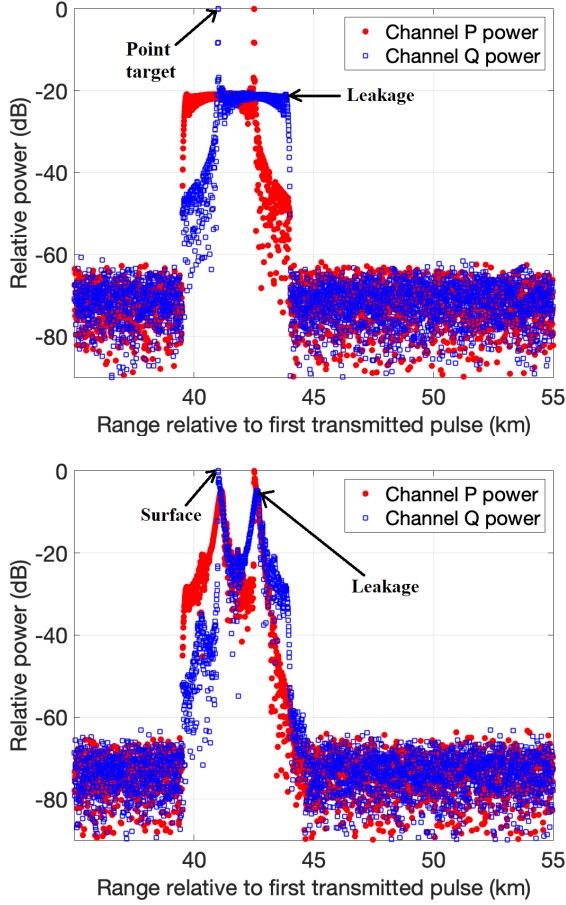 0
-20
-40
-60
-80
Relative power (dB)
Point
target
Channel P power
Channel Q power
Leakage
40
45
50
55
Range relative to first transmitted pulse (km)
0
-20
-40
-60
-80
Relative power (dB)
Surface
Channel P power
Channel Q power
Leakage
40
45
50
55
Range relative to first transmitted pulse (km)